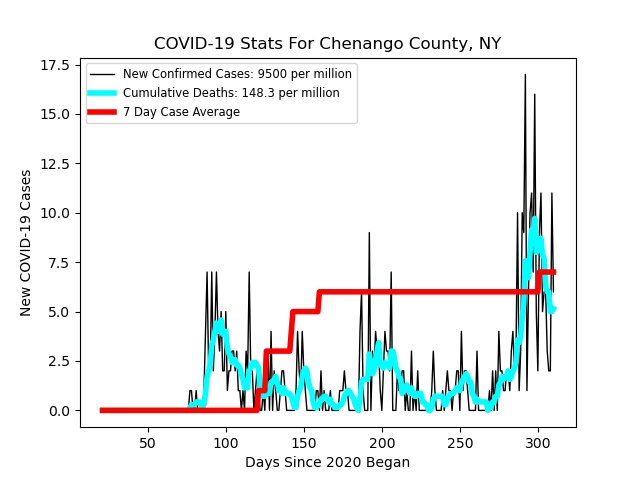 COVID-19 Stats For Chenango County, NY
17.5
15.0
12.5
10.0
7.5
5.0
2.5
0.0
New COVID-19 Cases
New Confirmed Cases: 9500 per million
Cumulative Deaths: 148.3 per million
7 Day Case Average
50 100 150 200 250 300
Days Since 2020 Began